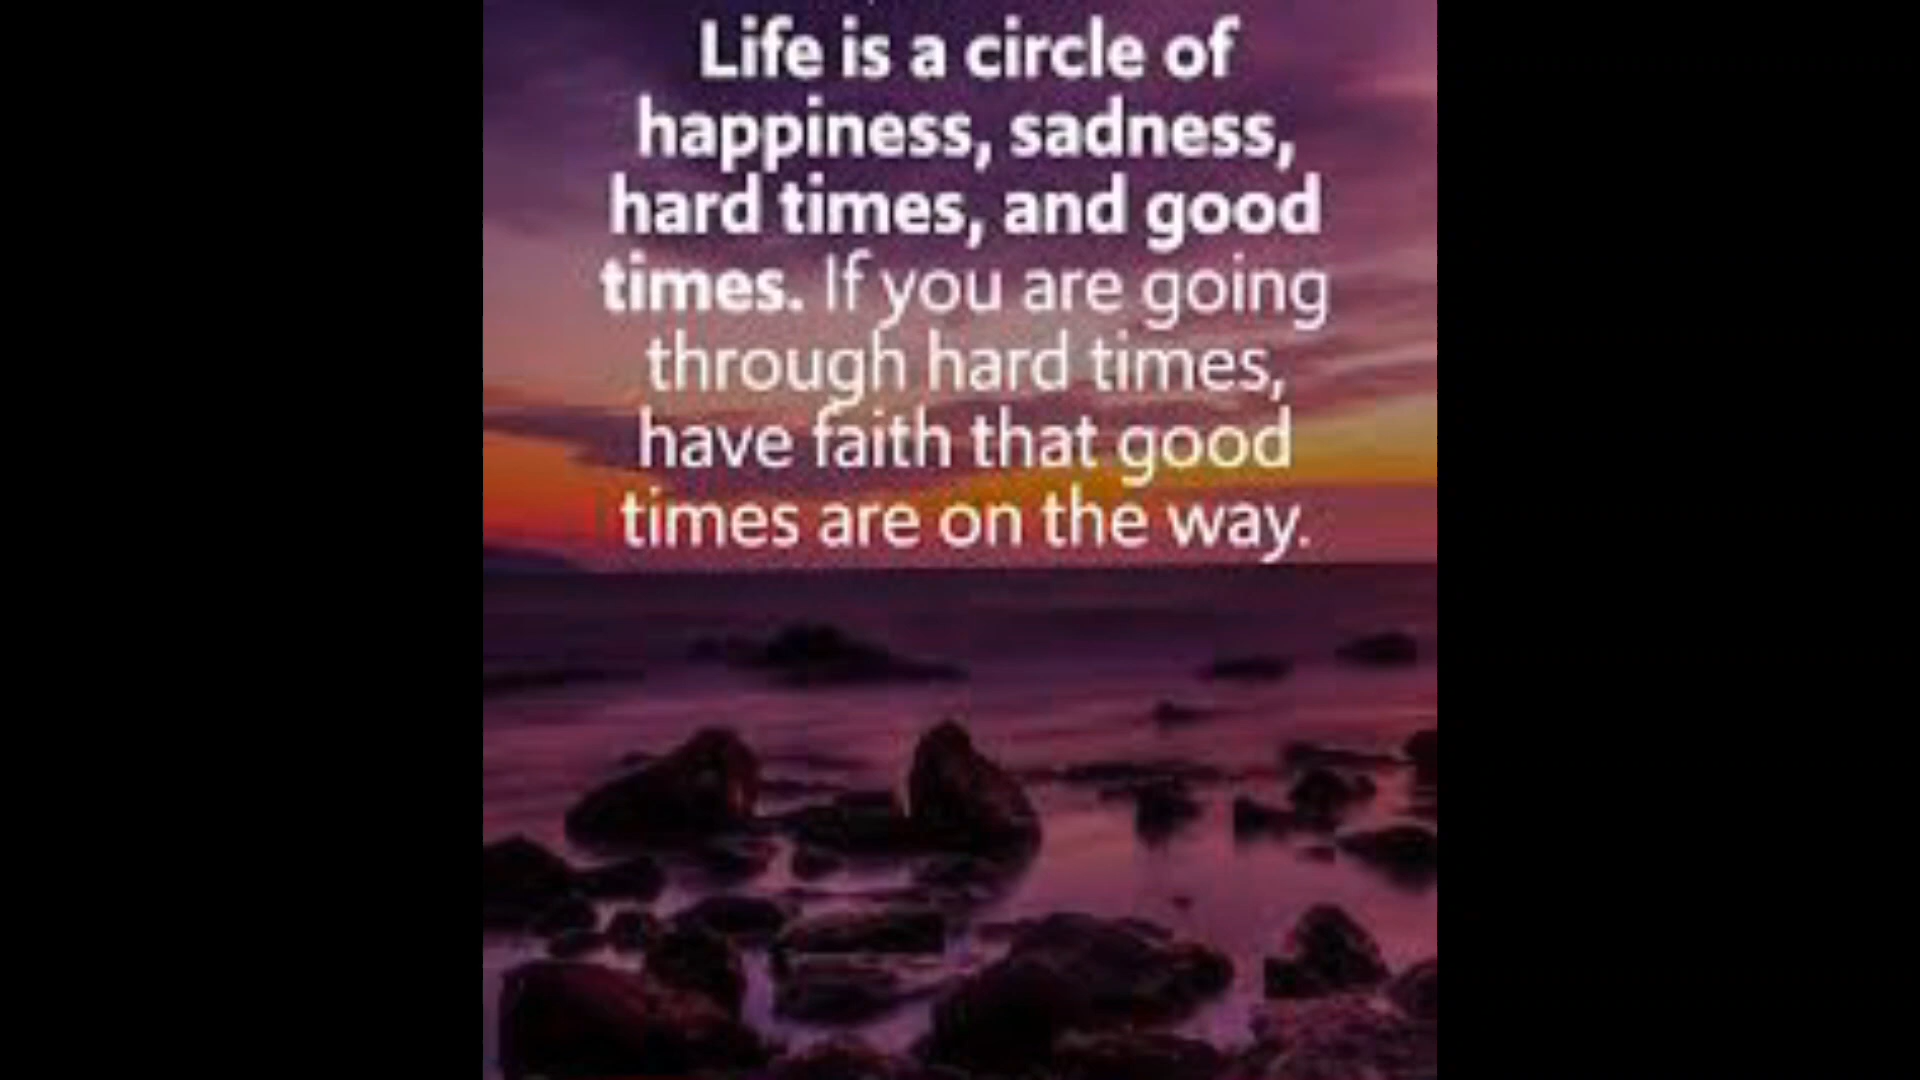 Life is a circle of
happiness, sadness,
hard times, and good
times. If you are going
through hard times,
have faith that good
times are on the way.